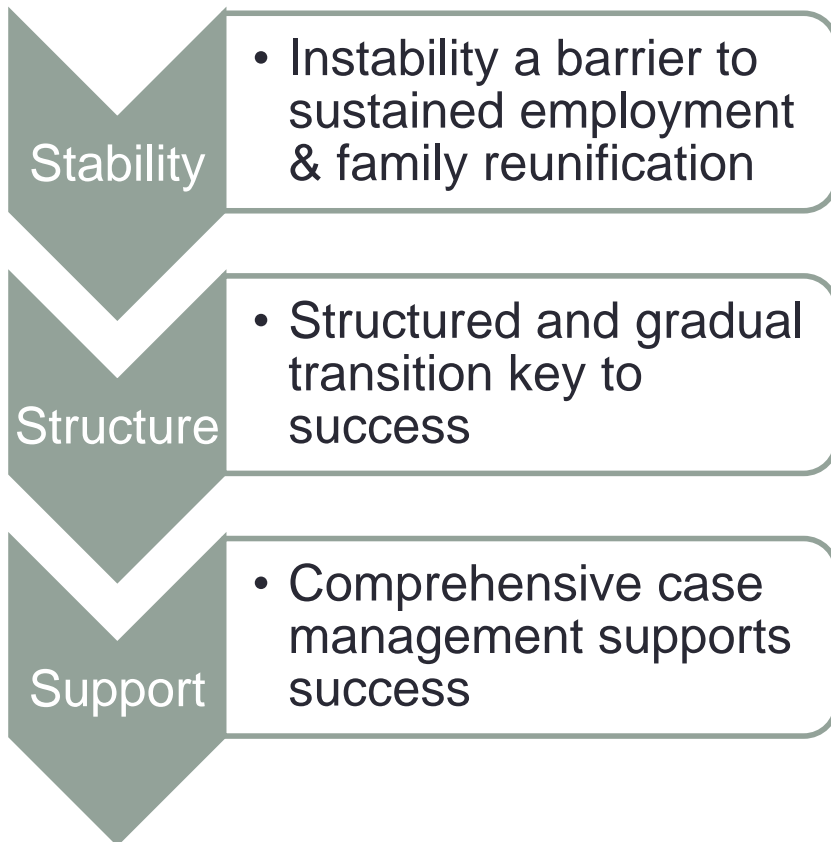 Stability
• Instability a barrier to
sustained employment
& family reunification
Structure
• Structured and gradual
transition key to
success
Support
• Comprehensive case
management supports
success